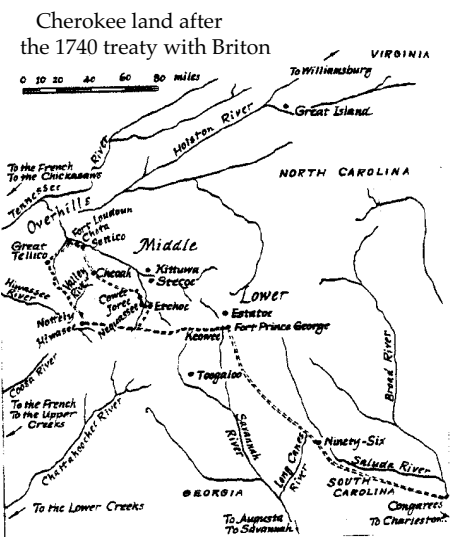 Cherokee land after
the 1740 treaty with Briton
VIRGINIA
0 10 20 40 60 80 miles
To Williamsburg
Great Island
Holston River
River
Tennessee
To the French
To the Chickasaws
NORTH CAROLINA
Overhills
Fort Loudoun
Chota
Settico
Great
Tellico
Middle
Valley
River
Cheoah
Kittuwa
Stecoe
Hiwassee
River
Lower
Cowee
Joree
Echoe
Nequassee
Nottely
Hiwasee
Estatoe
Fort Prince George
Keowee
Coosa River
Toogaloo
Broad River
To the French
To the Upper
Creeks
Chattahoochee River
Savannah
River
Long Canes
River
Ninety-Six
Saluda River
SOUTH
CAROLINA
GEORGIA
Congarees
To the Lower Creeks
To Augusta
To Savannah
To Charleston